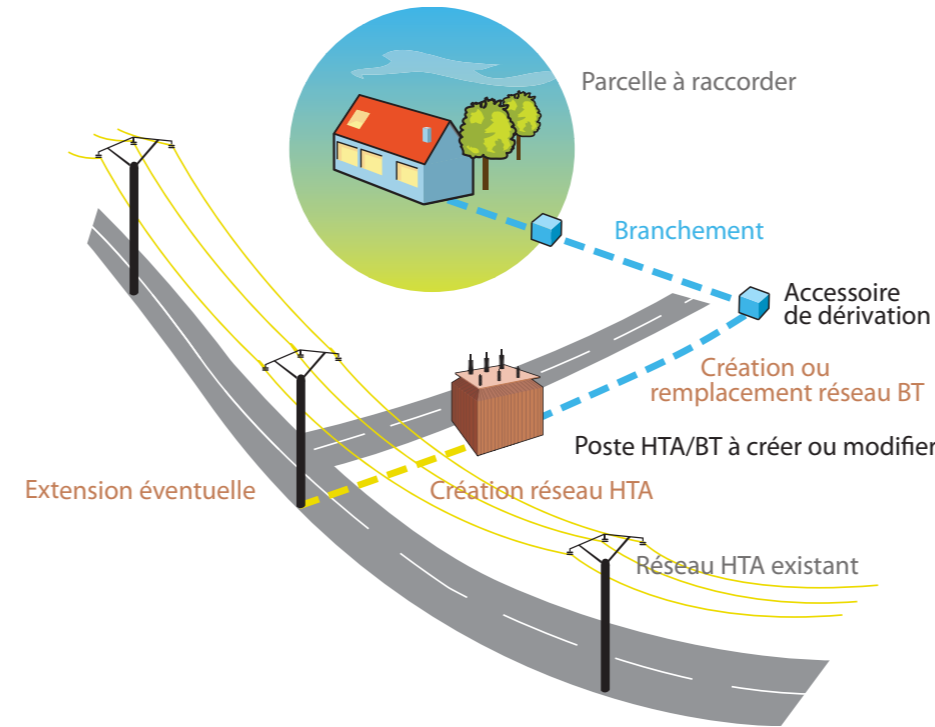 Parcelle à raccorder
Branchement
Accessoire
de dérivation
Création ou
remplacement réseau BT
Poste HTA/BT à créer ou modifier
Extension éventuelle
Création réseau HTA
Réseau HTA existant